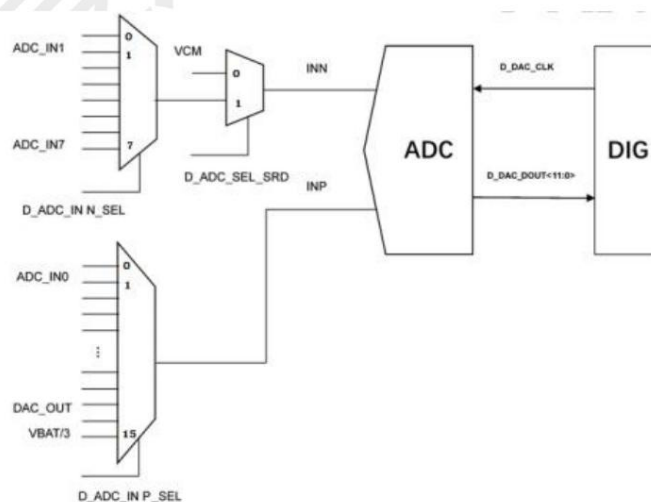 ADC_IN1
0
1
ADC_IN7
7
D_ADC_IN N_SEL
VCM
0
1
D_ADC_SEL_SRD
INN
INP
ADC
D_DAC_CLK
D_DAC_DOUT<11:0>
DIG
ADC_IN0
0
1
⋮
DAC_OUT
VBAT/3
15
D_ADC_IN P_SEL